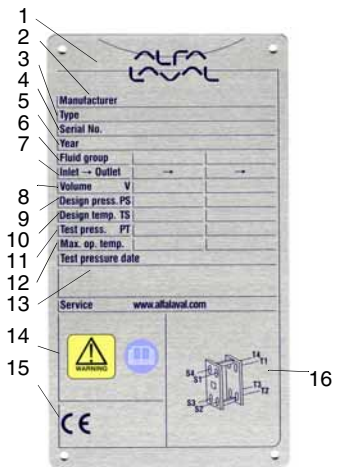 1
2
3
4
5
6
7
8
9
10
11
12
13
14
15
16
ALFA
LAVAL
Manufacturer
Type
Serial No.
Year
Fluid group
Inlet → Outlet → →
Volume V
Design press. PS
Design temp. TS
Test press. PT
Max. op. temp.
Test pressure date
Service www.alfalaval.com
WARNING
CE
S4 T4
S1 T1
S3 T3
S2 T2